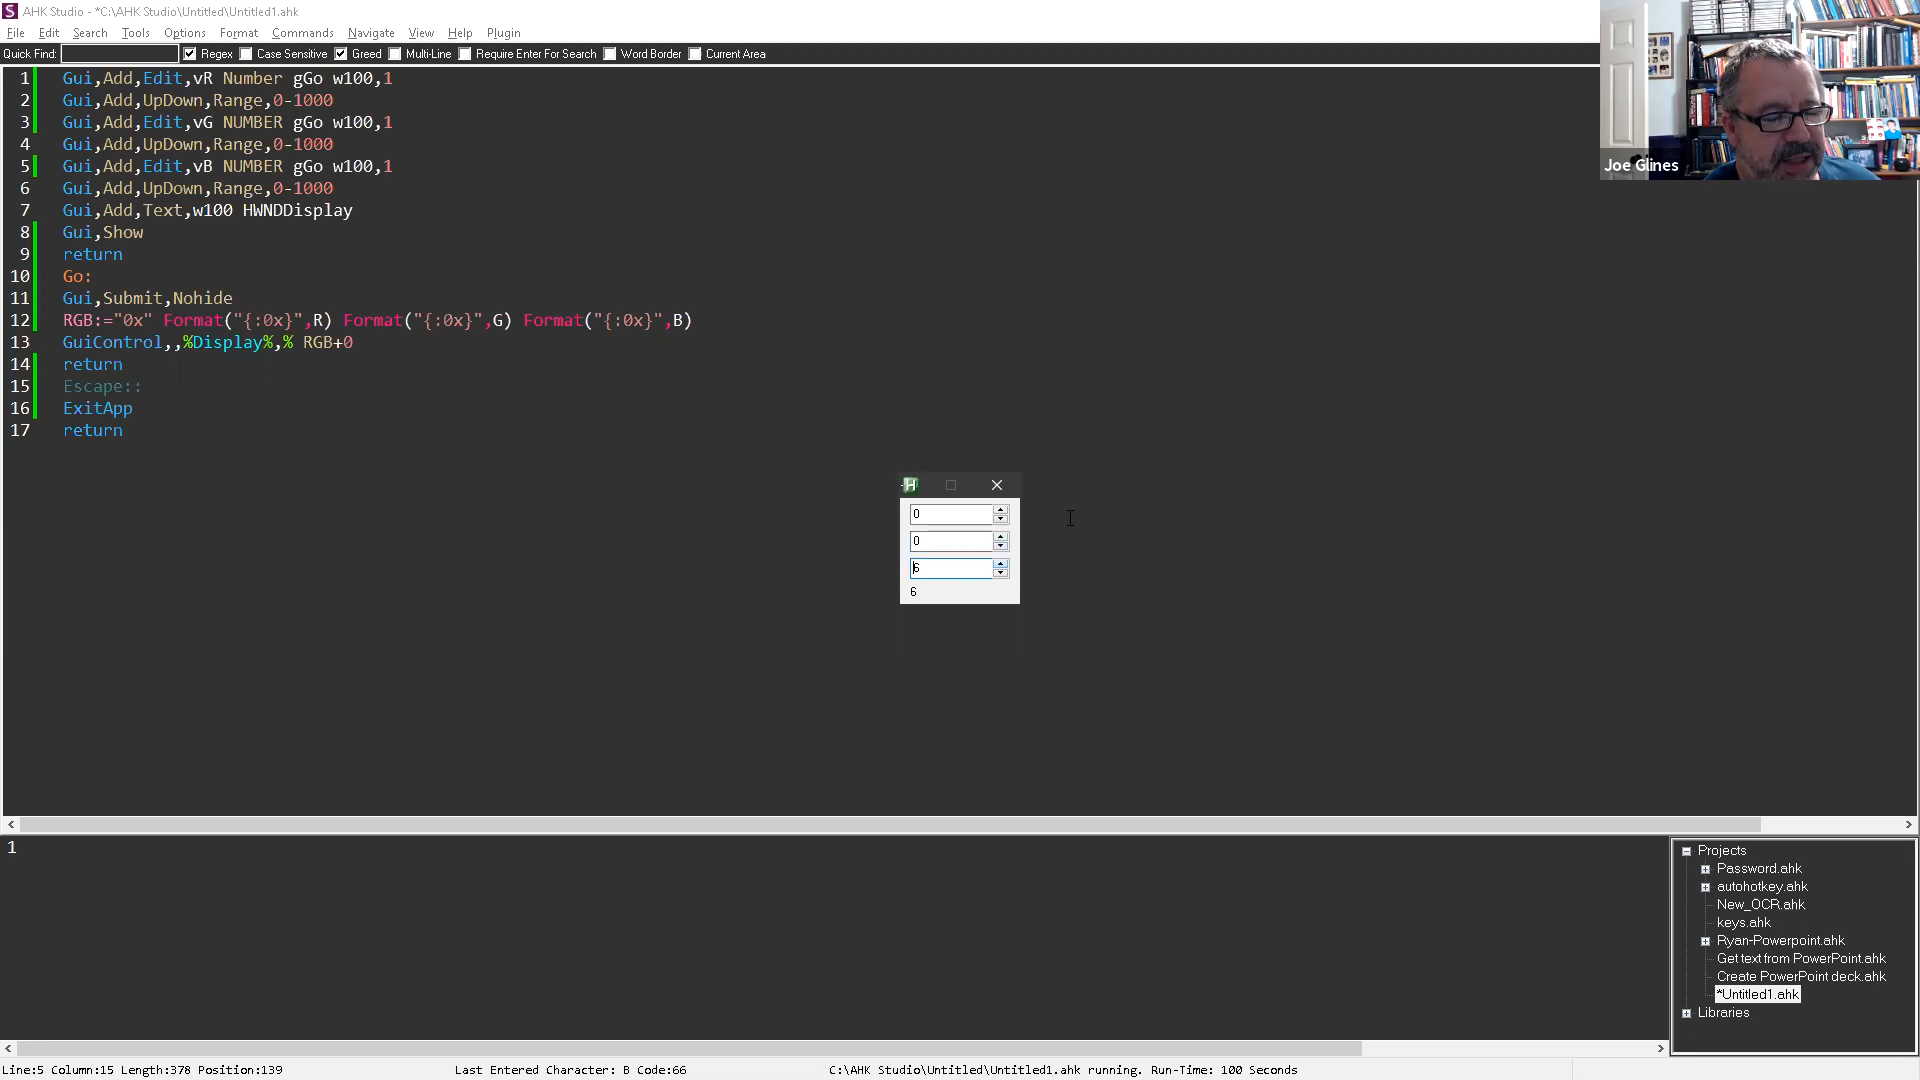 AHK Studio - *C:\AHK Studio\Untitled\Untitled1.ahk
File Edit Search Tools Options Format Commands Navigate View Help Plugin
Quick Find: Regex Case Sensitive Greed Multi-Line Require Enter For Search Word Border Current Area
1 Gui,Add,Edit,vR Number gGo w100,1
2 Gui,Add,UpDown,Range,0-1000
3 Gui,Add,Edit,vG NUMBER gGo w100,1
4 Gui,Add,UpDown,Range,0-1000
5 Gui,Add,Edit,vB NUMBER gGo w100,1
6 Gui,Add,UpDown,Range,0-1000
7 Gui,Add,Text,w100 HWNDDisplay
8 Gui,Show
9 return
10 Go:
11 Gui,Submit,Nohide
12 RGB:="0x" Format("{:0x}",R) Format("{:0x}",G) Format("{:0x}",B)
13 GuiControl,,%Display%,% RGB+0
14 return
15 Escape::
16 ExitApp
17 return
Joe Glines
H
0
0
6
6
1
Projects
Password.ahk
autohotkey.ahk
New_OCR.ahk
keys.ahk
Ryan-Powerpoint.ahk
Get text from PowerPoint.ahk
Create PowerPoint deck.ahk
*Untitled1.ahk
Libraries
Line:5 Column:15 Length:378 Position:139 Last Entered Character: B Code:66 C:\AHK Studio\Untitled\Untitled1.ahk running. Run-Time: 100 Seconds